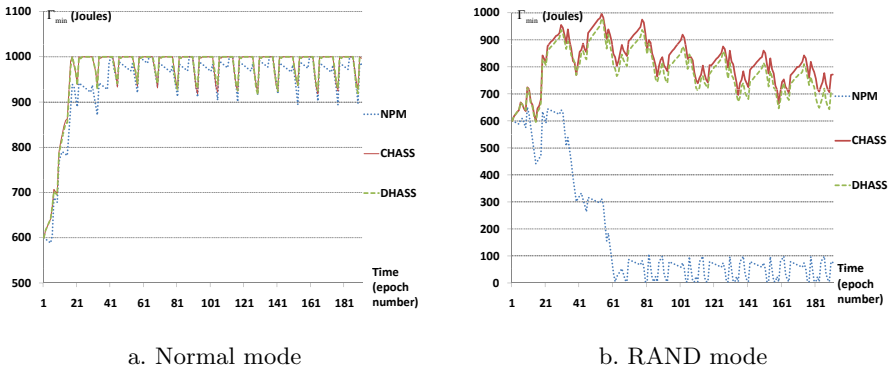 Γmin (Joules)
1100
1000
900
800
700
600
500
1 21 41 61 81 101 121 141 161 181
Time
(epoch
number)
NPM
CHASS
DHASS
a. Normal mode
Γmin (Joules)
1000
900
800
700
600
500
400
300
200
100
0
1 21 41 61 81 101 121 141 161 181
Time
(epoch
number)
NPM
CHASS
DHASS
b. RAND mode